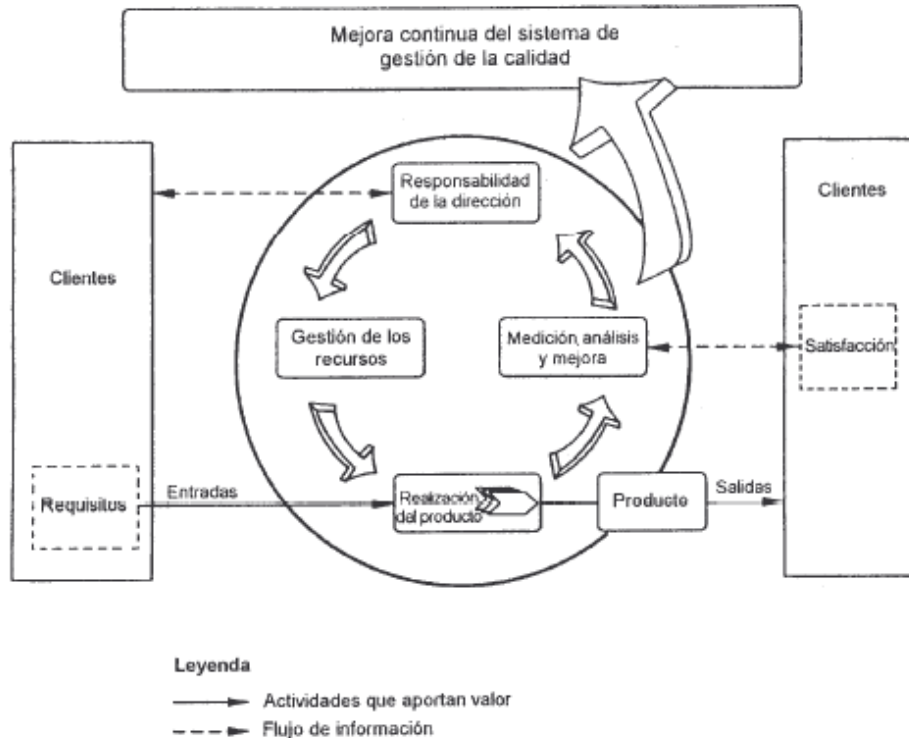 Mejora continua del sistema de
gestión de la calidad
Responsabilidad
de la dirección
Clientes
Clientes
Gestión de los
recursos
Medición, análisis
y mejora
Satisfacción
Requisitos
Entradas
Realización
dal producto
Producto
Salidas
Leyenda
Actividades que aportan valor
Flujo de información